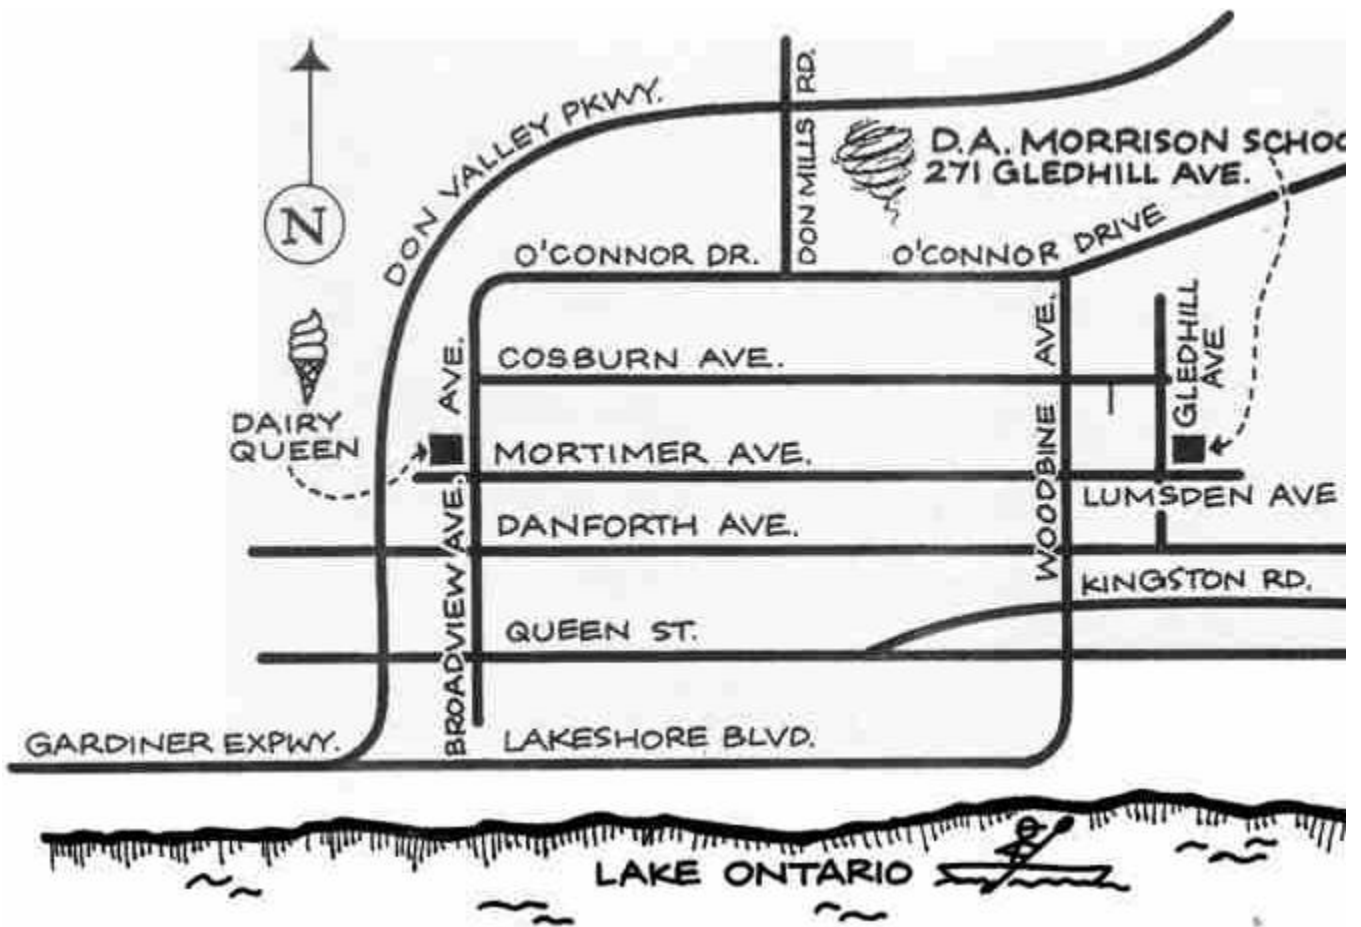 DON VALLEY PKWY.
DON MILLS RD.
D.A. MORRISON SCHOO
271 GLEDHILL AVE.
N
O'CONNOR DR.
O'CONNOR DRIVE
DAIRY
QUEEN
BROADVIEW AVE.
AVE.
COSBURN AVE.
WOODBINE AVE.
GLEDHILL
AVE
MORTIMER AVE.
LUMSDEN AVE
DANFORTH AVE.
KINGSTON RD.
QUEEN ST.
GARDINER EXPWY.
LAKESHORE BLVD.
LAKE ONTARIO